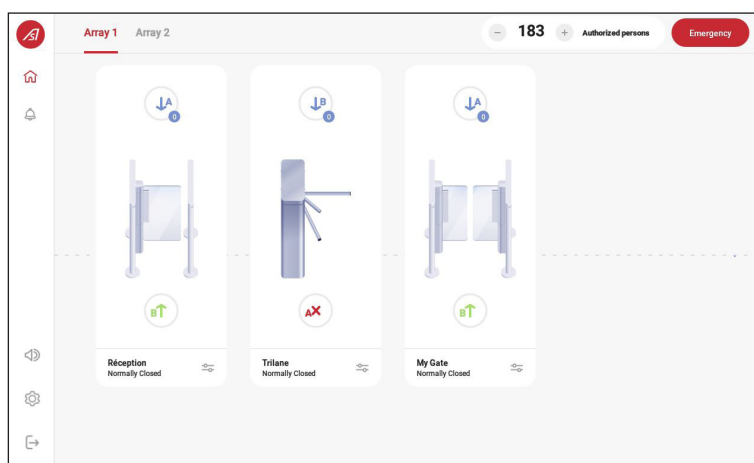 Array 1 Array 2
− 183 + Authorized persons
Emergency
A 0
B 0
A 0
B
A
B
Réception
Normally Closed
Trilane
Normally Closed
My Gate
Normally Closed